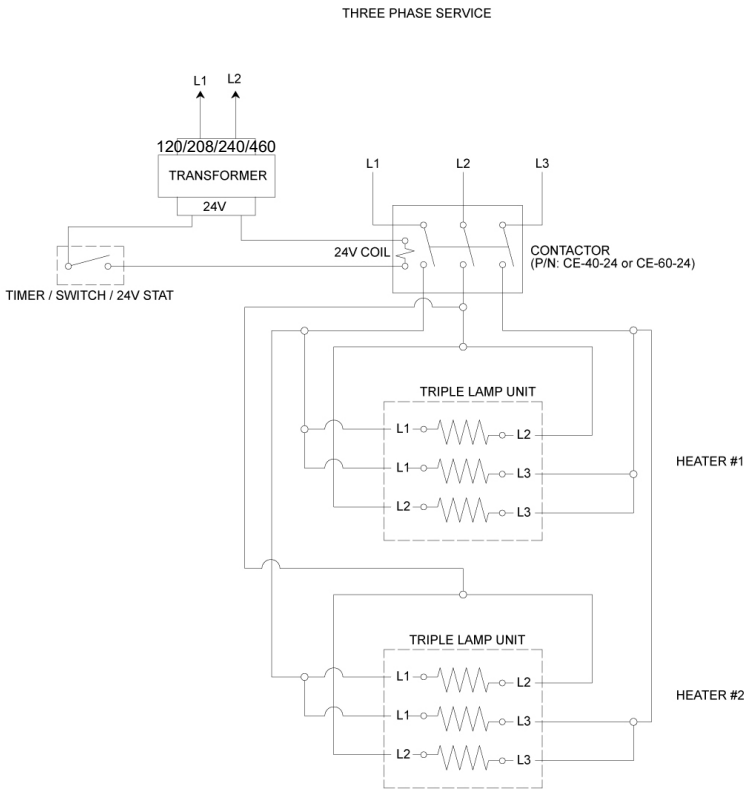 THREE PHASE SERVICE
L1 L2
120/208/240/460
TRANSFORMER
24V
L1 L2 L3
24V COIL
CONTACTOR
(P/N: CE-40-24 or CE-60-24)
TIMER / SWITCH / 24V STAT
TRIPLE LAMP UNIT
L1 L2
L1 L3
L2 L3
HEATER #1
TRIPLE LAMP UNIT
L1 L2
L1 L3
L2 L3
HEATER #2